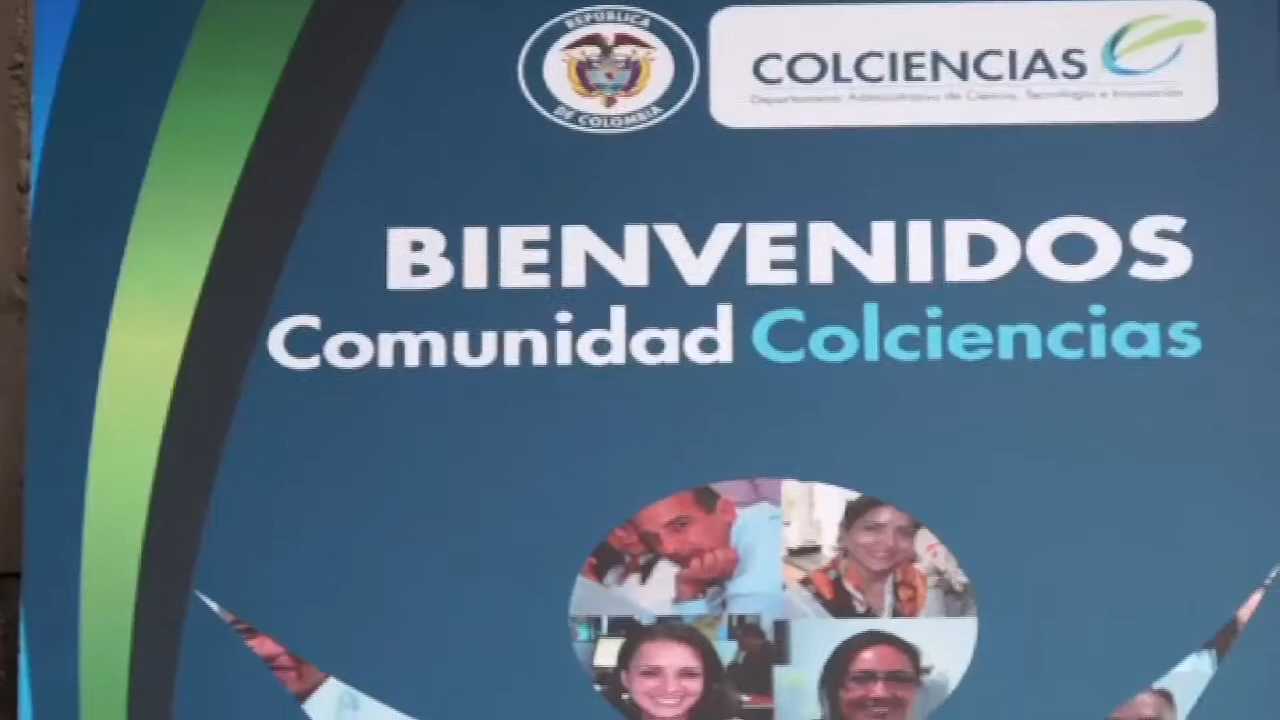 REPÚBLICA
DE COLOMBIA
COLCIENCIAS
Departamento Administrativo de Ciencia, Tecnología e Innovación
BIENVENIDOS
Comunidad Colciencias